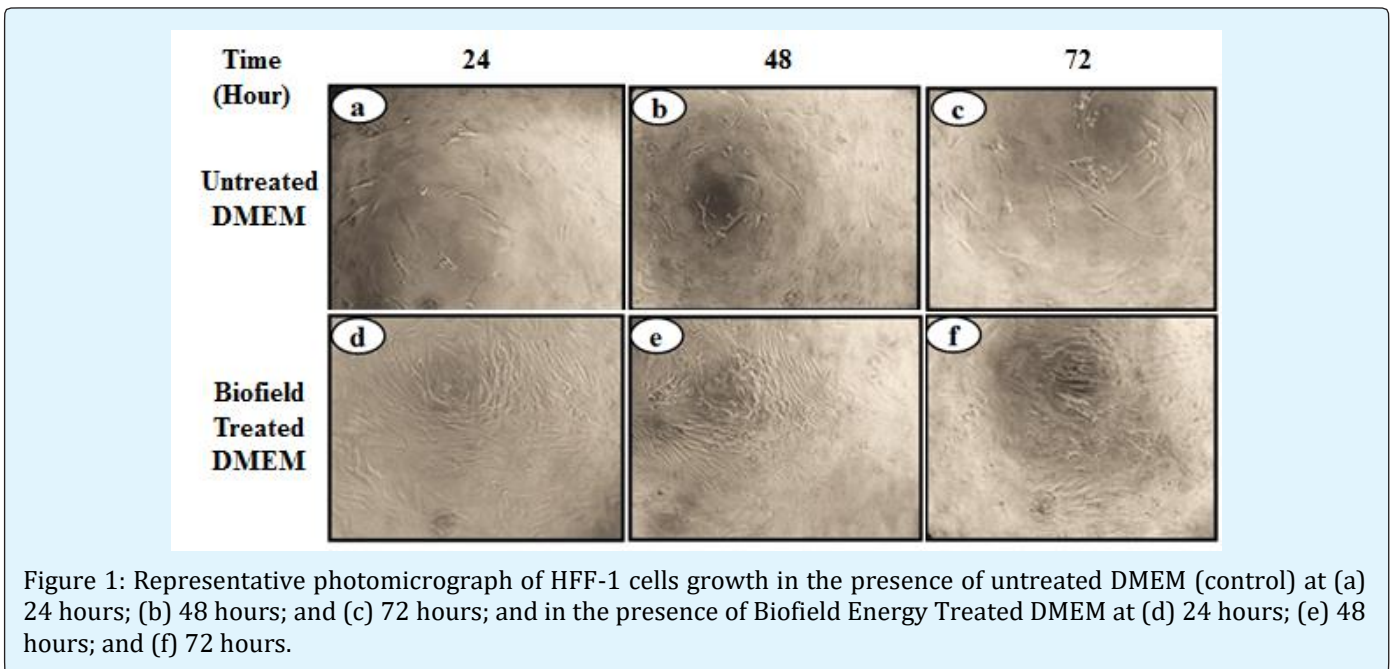 Time 24 48 72
(Hour)
a b c
Untreated
DMEM
d e f
Biofield
Treated
DMEM
Figure 1: Representative photomicrograph of HFF-1 cells growth in the presence of untreated DMEM (control) at (a)
24 hours; (b) 48 hours; and (c) 72 hours; and in the presence of Biofield Energy Treated DMEM at (d) 24 hours; (e) 48
hours; and (f) 72 hours.